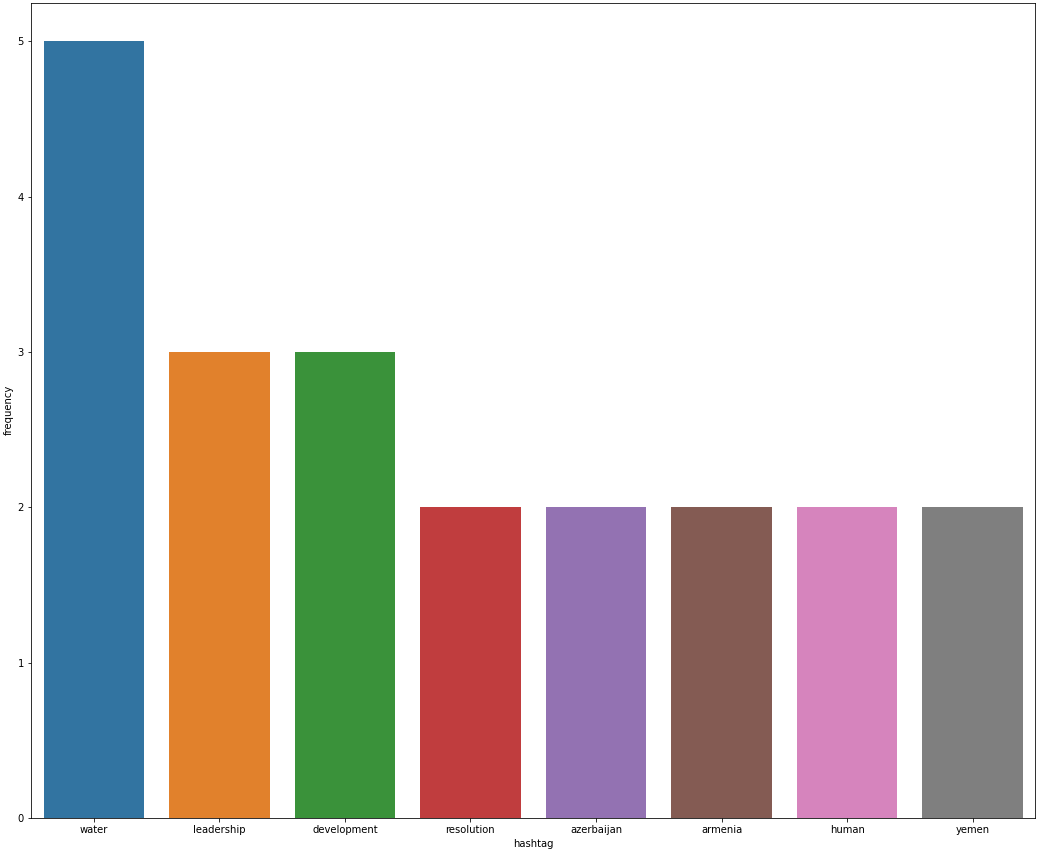 5
4
3
2
1
0
frequency
water leadership development resolution azerbaijan armenia human yemen
hashtag